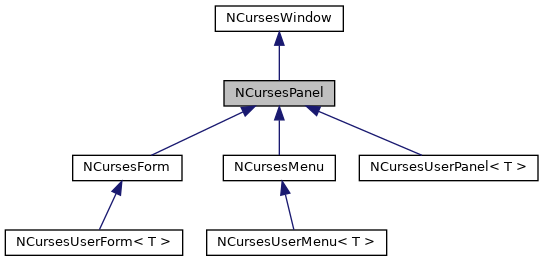 NCursesWindow
NCursesPanel
NCursesForm
NCursesMenu
NCursesUserPanel< T >
NCursesUserForm< T >
NCursesUserMenu< T >